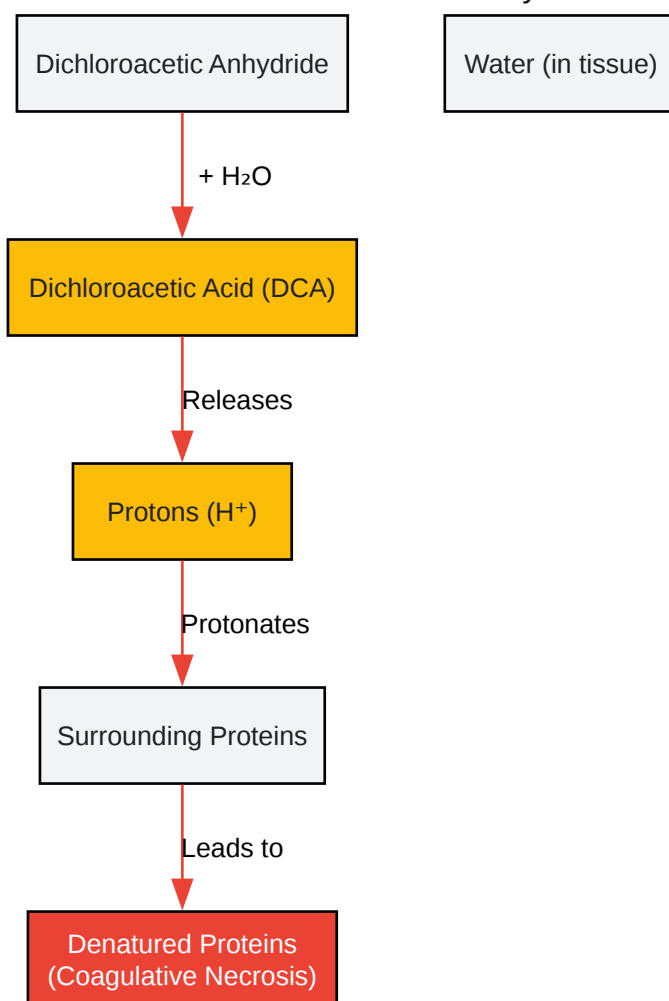 Dichloroacetic Anhydride
Water (in tissue)
+ H₂O
Dichloroacetic Acid (DCA)
Releases
Protons (H⁺)
Protonates
Surrounding Proteins
Leads to
Denatured Proteins
(Coagulative Necrosis)